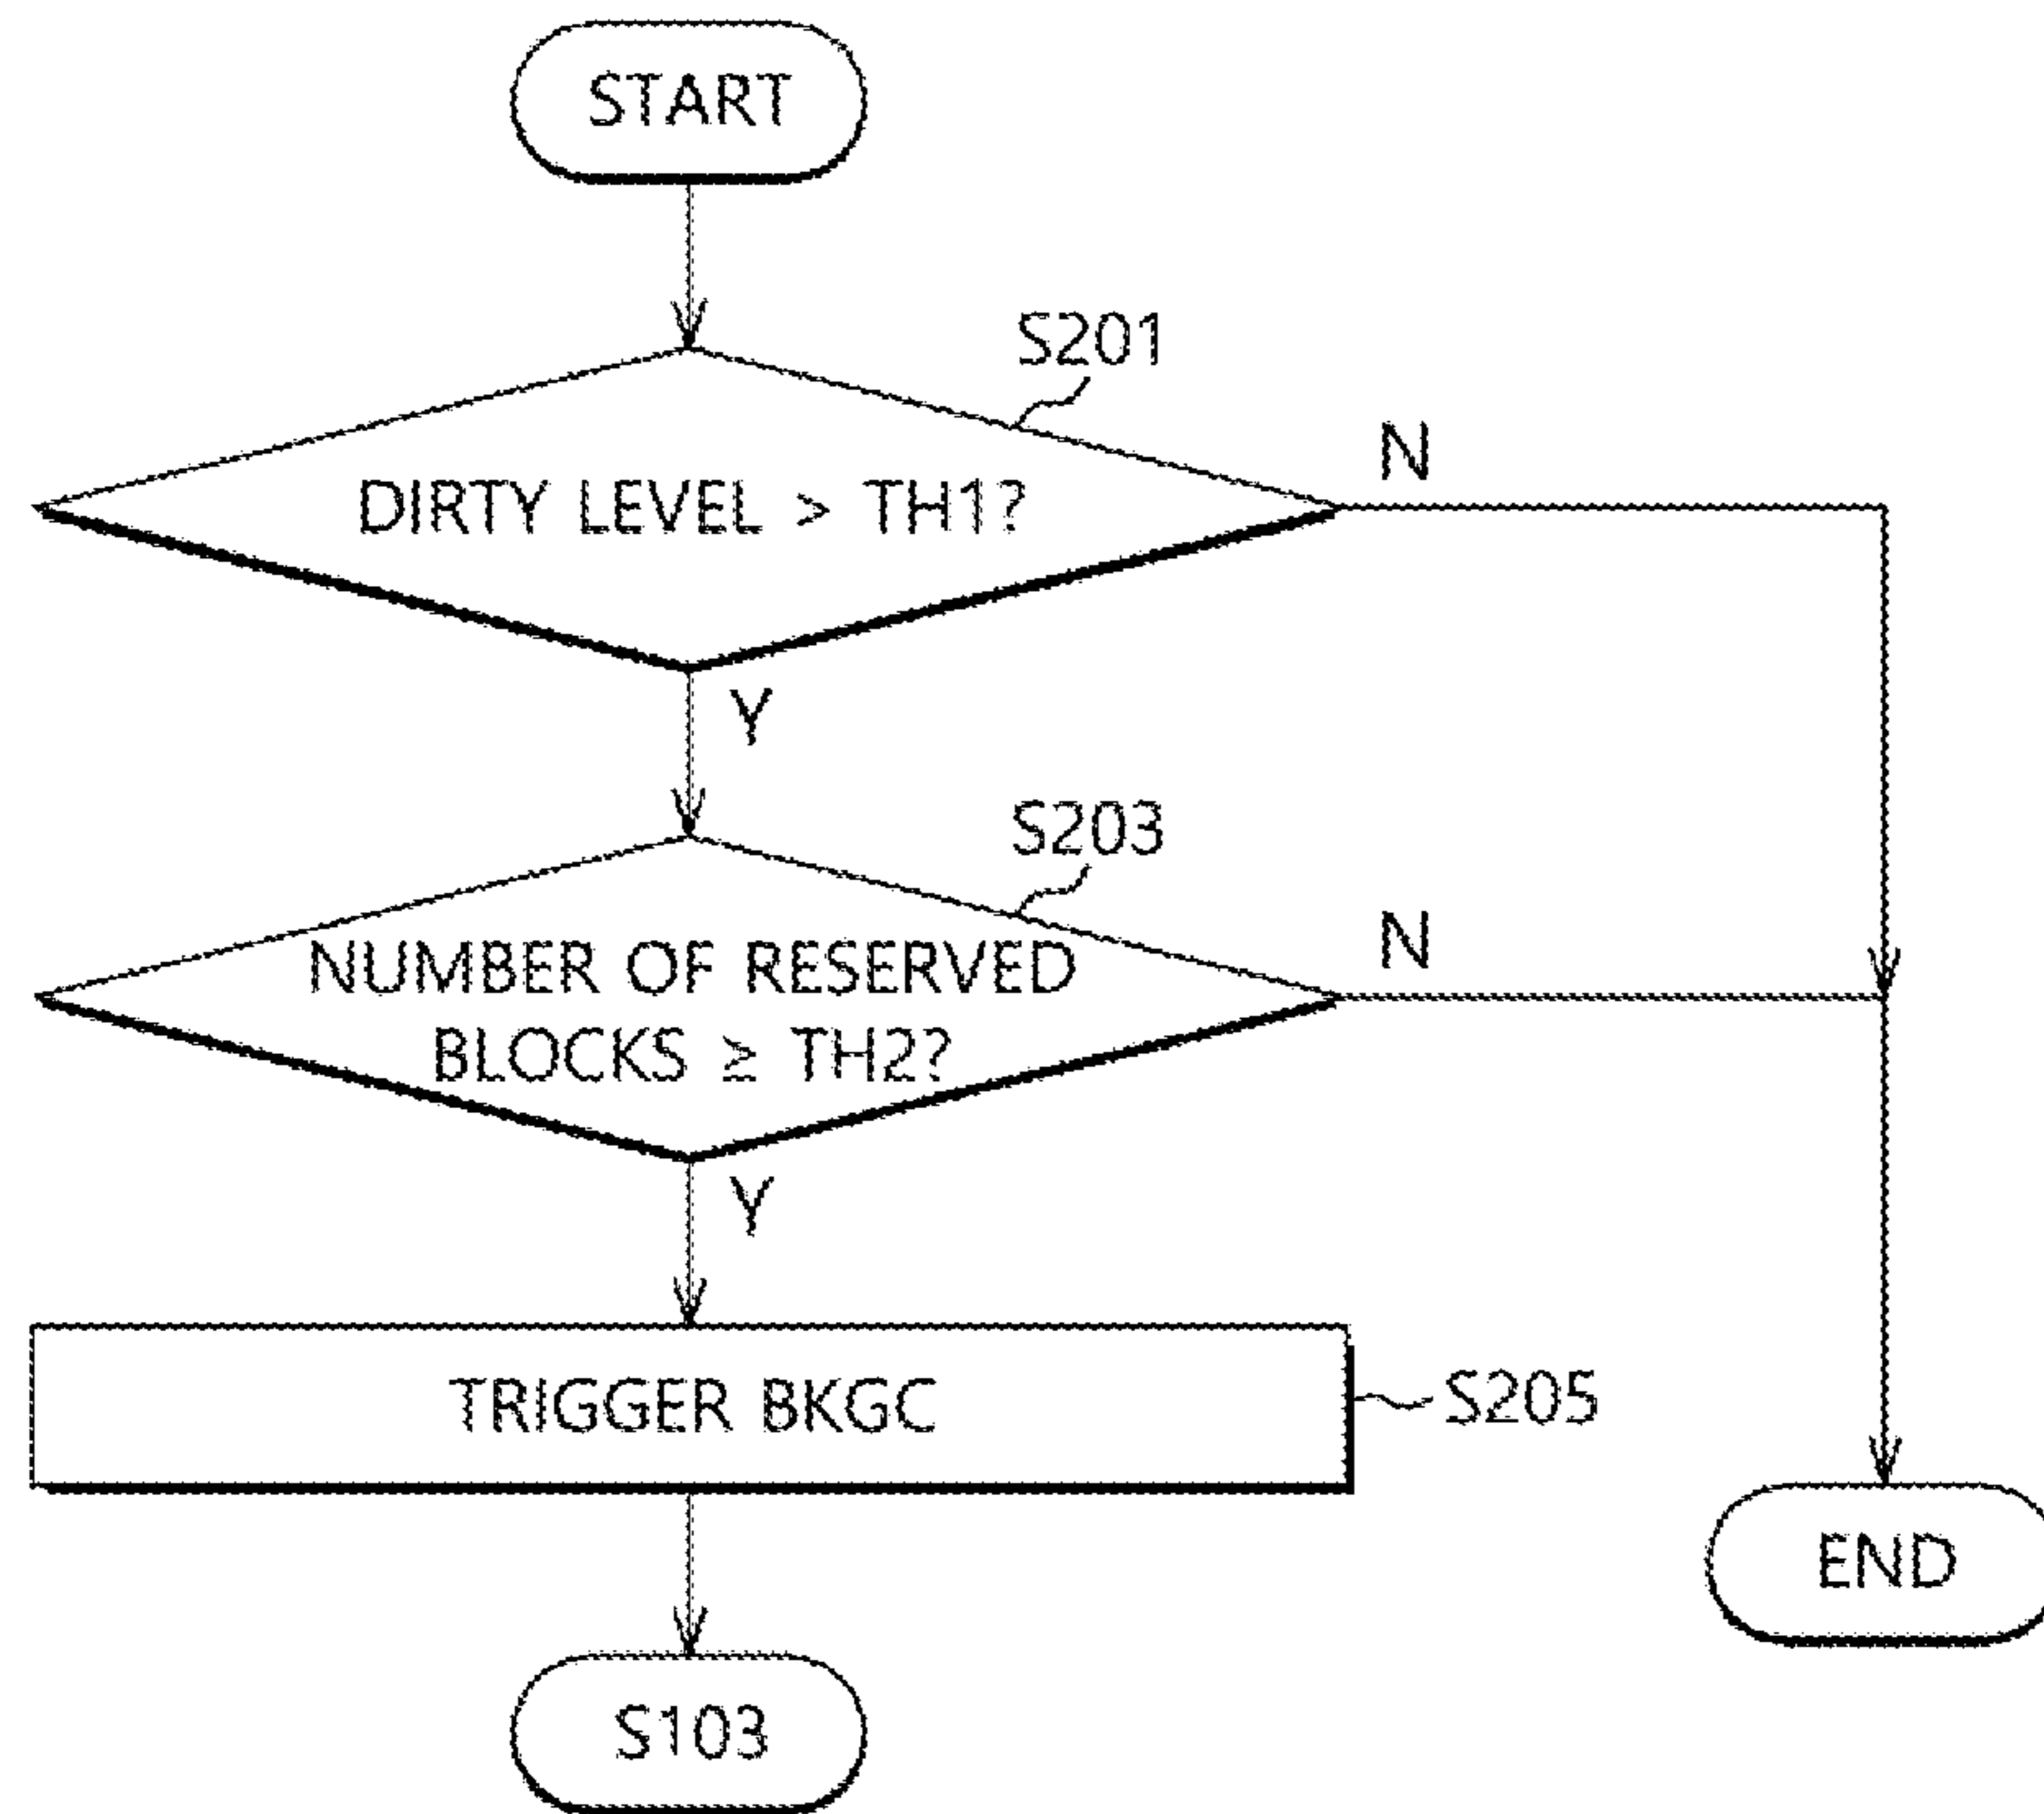 START
S201
DIRTY LEVEL > TH1?
N
Y
S203
NUMBER OF RESERVED
BLOCKS ≥ TH2?
N
Y
TRIGGER BKGC
S205
END
S103